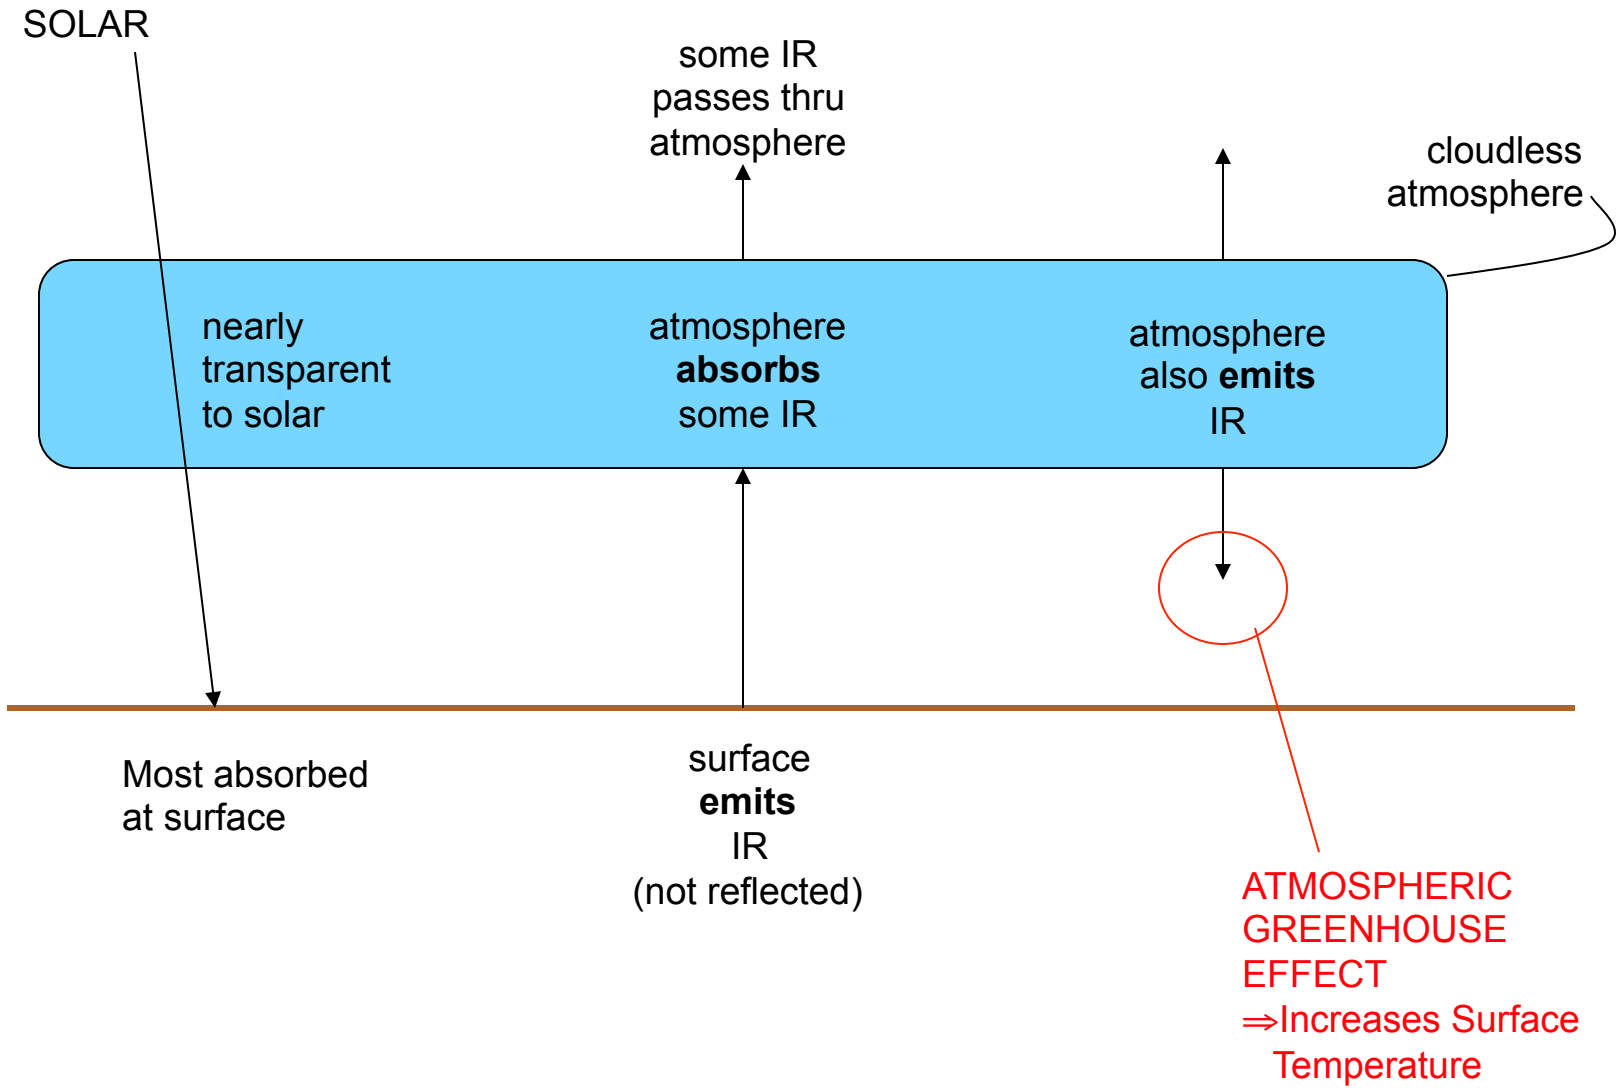 SOLAR
some IR
passes thru
atmosphere
cloudless
atmosphere
nearly
transparent
to solar
atmosphere
absorbs
some IR
atmosphere
also emits
IR
Most absorbed
at surface
surface
emits
IR
(not reflected)
ATMOSPHERIC
GREENHOUSE
EFFECT
⇒Increases Surface
Temperature